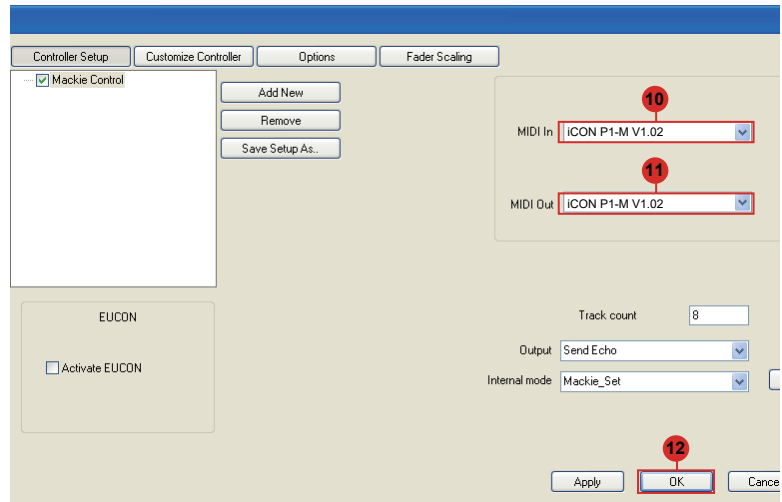 Controller Setup
Customize Controller
Options
Fader Scaling
Mackie Control
Add New
Remove
Save Setup As..
10
MIDI In
iCON P1-M V1.02
11
MIDI Out
iCON P1-M V1.02
EUCON
Activate EUCON
Track count
8
Output
Send Echo
Internal mode
Mackie_Set
12
Apply
OK
Cance